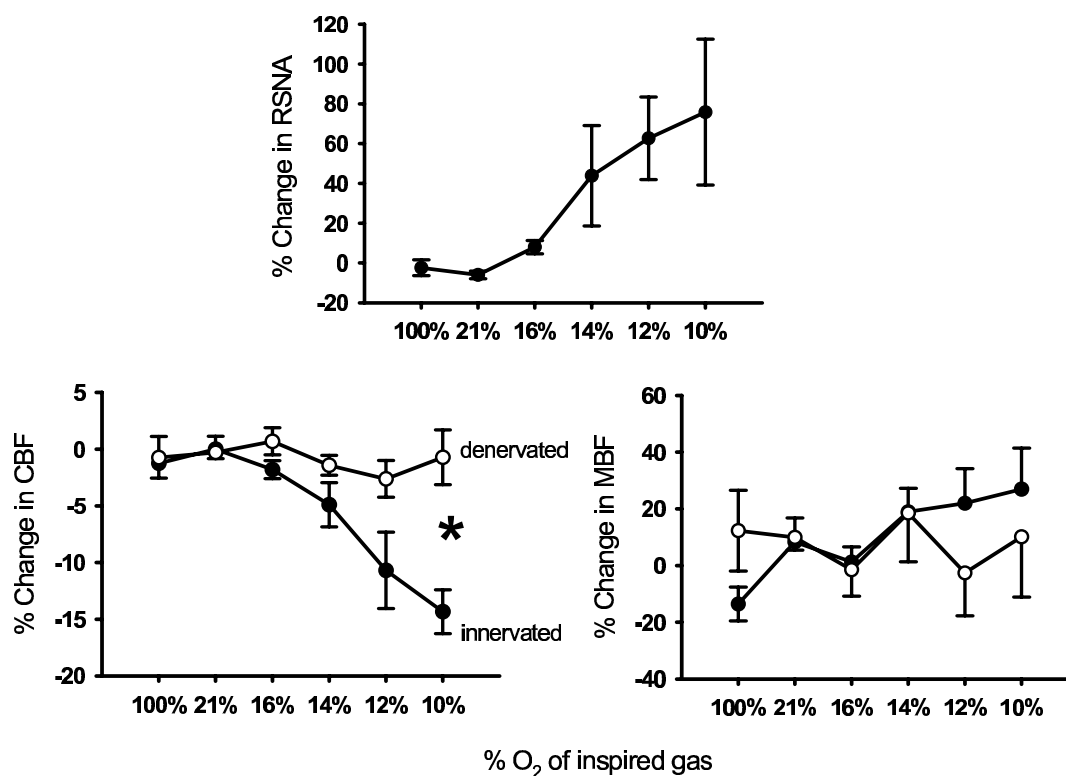 % Change in RSNA
120
100
80
60
40
20
0
-20
100% 21% 16% 14% 12% 10%
% Change in CBF
5
0
-5
-10
-15
-20
denervated
*
innervated
100% 21% 16% 14% 12% 10%
% Change in MBF
60
40
20
0
-20
-40
100% 21% 16% 14% 12% 10%
% O₂ of inspired gas